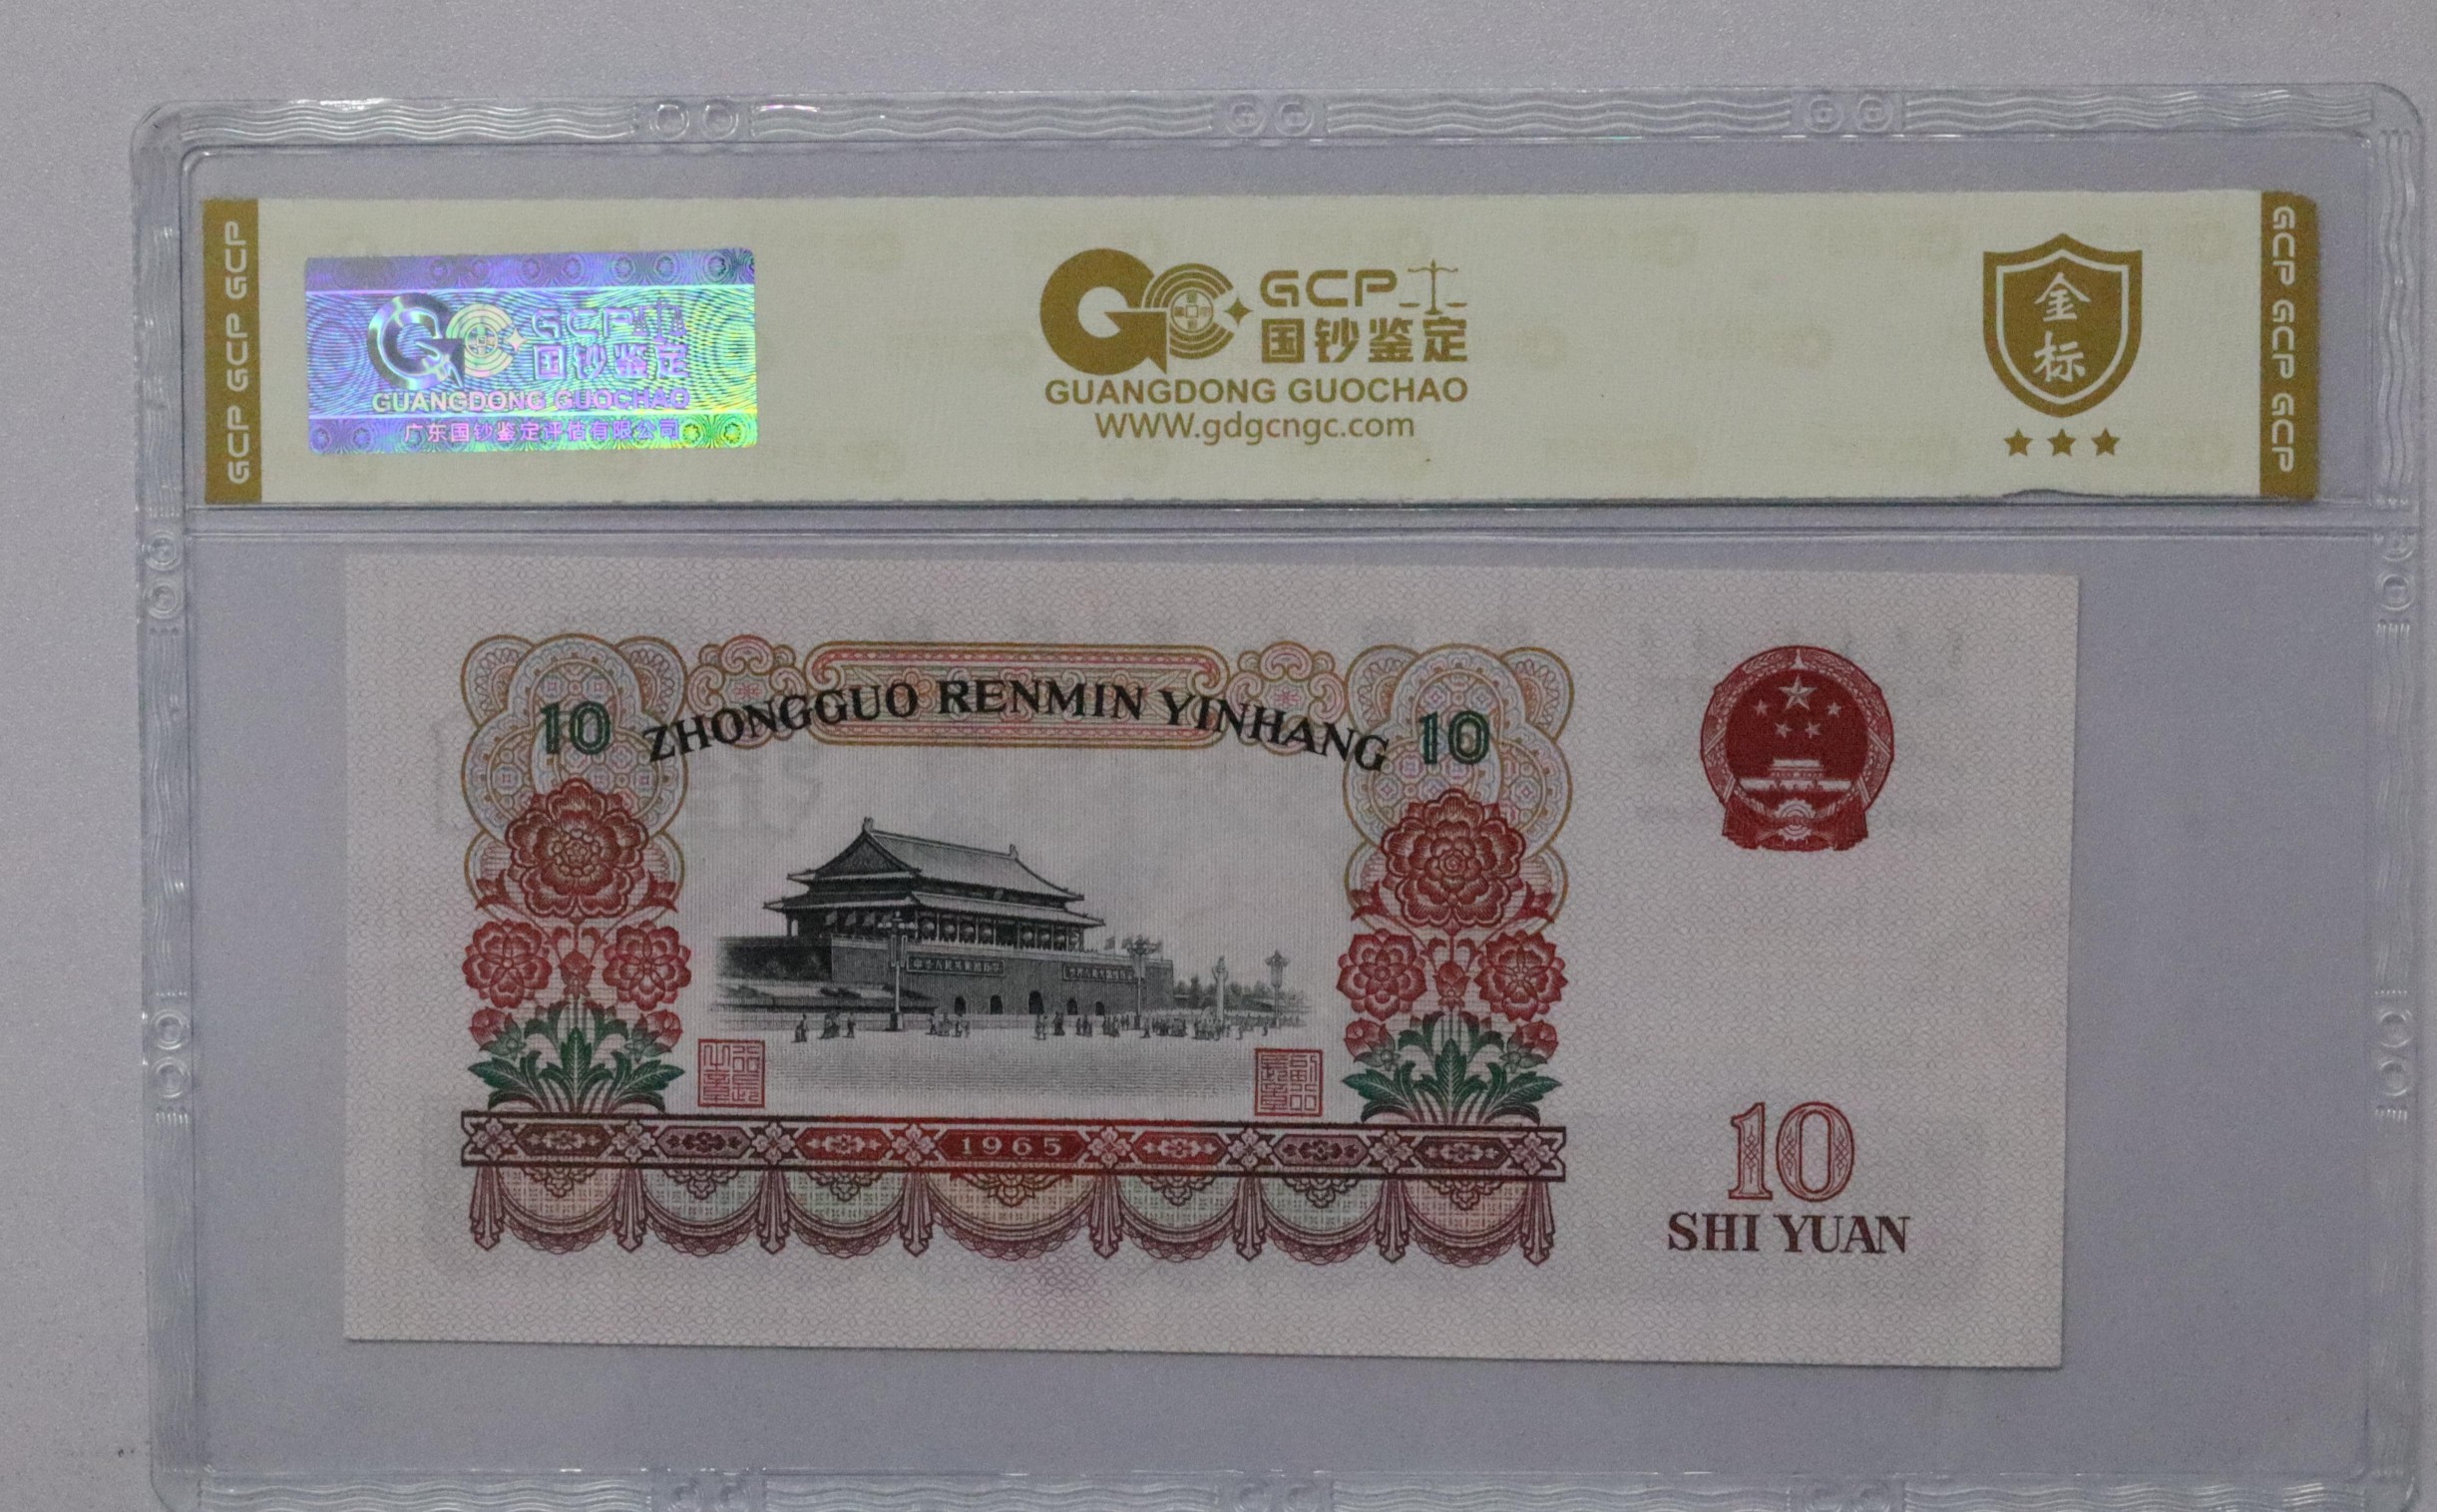 GCP GCP GCP
GCP
国钞鉴定
GUANGDONG GUOCHAO
广东国钞鉴定评估有限公司
GCP
国钞鉴定
GUANGDONG GUOCHAO
WWW.gdgcngc.com
金标
GCP GCP GCP
ZHONGGUO RENMIN YINHANG
10
10
1965
10
SHI YUAN